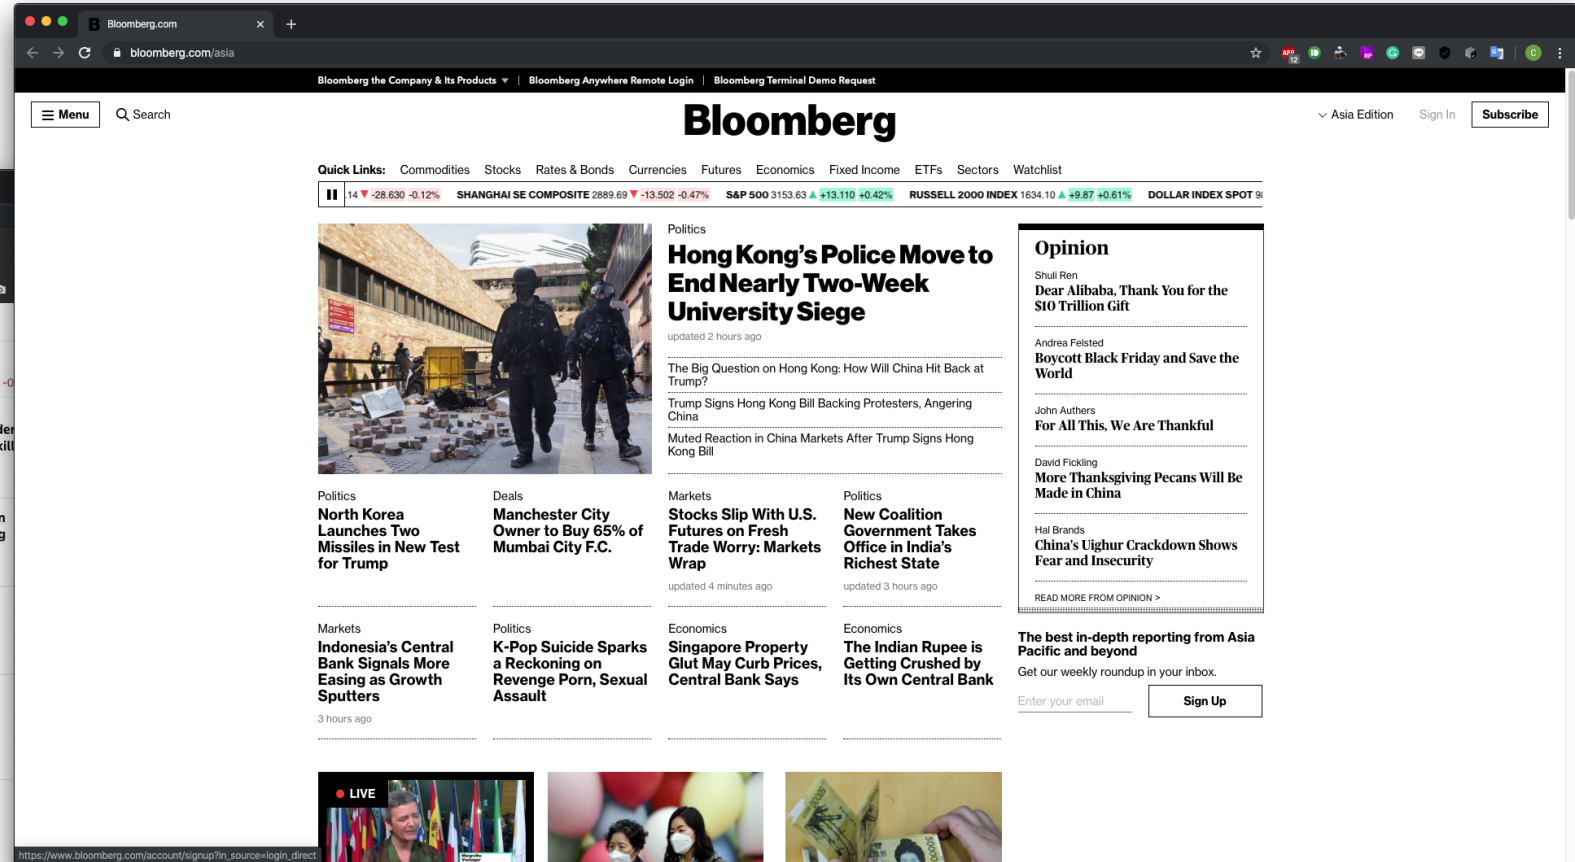 Bloomberg.com
bloomberg.com/asia
Bloomberg the Company & Its Products
Bloomberg Anywhere Remote Login
Bloomberg Terminal Demo Request
Menu
Search
Bloomberg
Asia Edition
Sign In
Subscribe
Quick Links: Commodities Stocks Rates & Bonds Currencies Futures Economics Fixed Income ETFs Sectors Watchlist
.14 -28.630 -0.12% SHANGHAI SE COMPOSITE 2889.69 -13.502 -0.47% S&P 500 3153.63 +13.110 +0.42% RUSSELL 2000 INDEX 1634.10 +9.87 +0.61% DOLLAR INDEX SPOT
Politics
Hong Kong's Police Move to
End Nearly Two-Week
University Siege
updated 2 hours ago
The Big Question on Hong Kong: How Will China Hit Back at
Trump?
Trump Signs Hong Kong Bill Backing Protesters, Angering
China
Muted Reaction in China Markets After Trump Signs Hong
Kong Bill
Opinion
Shuli Ren
Dear Alibaba, Thank You for the
$10 Trillion Gift
Andrea Felsted
Boycott Black Friday and Save the
World
John Authers
For All This, We Are Thankful
David Fickling
More Thanksgiving Pecans Will Be
Made in China
Hal Brands
China's Uighur Crackdown Shows
Fear and Insecurity
READ MORE FROM OPINION >
Politics
North Korea
Launches Two
Missiles in New Test
for Trump
Deals
Manchester City
Owner to Buy 65% of
Mumbai City F.C.
Markets
Stocks Slip With U.S.
Futures on Fresh
Trade Worry: Markets
Wrap
updated 4 minutes ago
Politics
New Coalition
Government Takes
Office in India's
Richest State
updated 3 hours ago
Markets
Indonesia's Central
Bank Signals More
Easing as Growth
Sputters
3 hours ago
Politics
K-Pop Suicide Sparks
a Reckoning on
Revenge Porn, Sexual
Assault
Economics
Singapore Property
Glut May Curb Prices,
Central Bank Says
Economics
The Indian Rupee is
Getting Crushed by
Its Own Central Bank
The best in-depth reporting from Asia
Pacific and beyond
Get our weekly roundup in your inbox.
Enter your email
Sign Up
LIVE
https://www.bloomberg.com/account/signup?in_source=login_direct